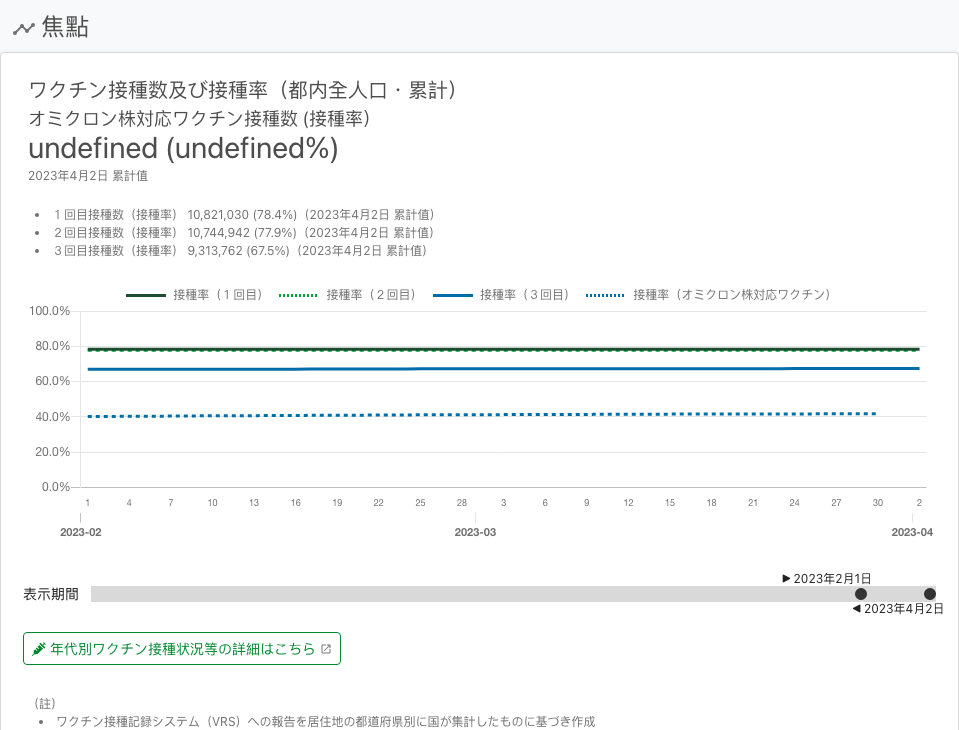 焦點
ワクチン接種数及び接種率（都内全人口・累計）
オミクロン株対応ワクチン接種数 (接種率）
undefined (undefined%)
2023年4月2日 累計値
• １回目接種数（接種率） 10,821,030 (78.4%)（2023年4月2日 累計値）
• ２回目接種数（接種率） 10,744,942 (77.9%)（2023年4月2日 累計値）
• ３回目接種数（接種率） 9,313,762 (67.5%)（2023年4月2日 累計値）
接種率（１回目） 接種率（２回目） 接種率（３回目） 接種率（オミクロン株対応ワクチン）
100.0%
80.0%
60.0%
40.0%
20.0%
0.0%
1 4 7 10 13 16 19 22 25 28 3 6 9 12 15 18 21 24 27 30 2
2023-02 2023-03 2023-04
▶ 2023年2月1日
表示期間
◀ 2023年4月2日
年代別ワクチン接種状況等の詳細はこちら
（註）
• ワクチン接種記録システム（VRS）への報告を居住地の都道府県別に国が集計したものに基づき作成